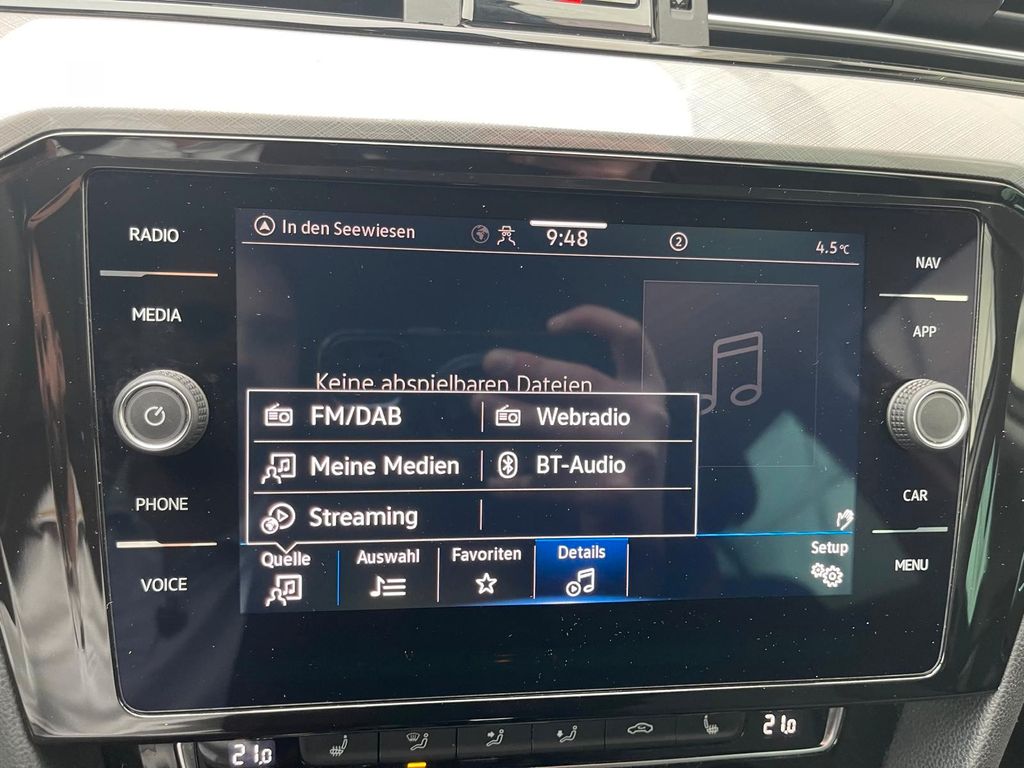 RADIO
MEDIA
PHONE
VOICE
In den Seewiesen
9:48
2
4.5°C
Keine abspielbaren Dateien
FM/DAB
Webradio
Meine Medien
BT-Audio
Streaming
Quelle
Auswahl
Favoriten
Details
Setup
NAV
APP
CAR
MENU
21.0
21.0